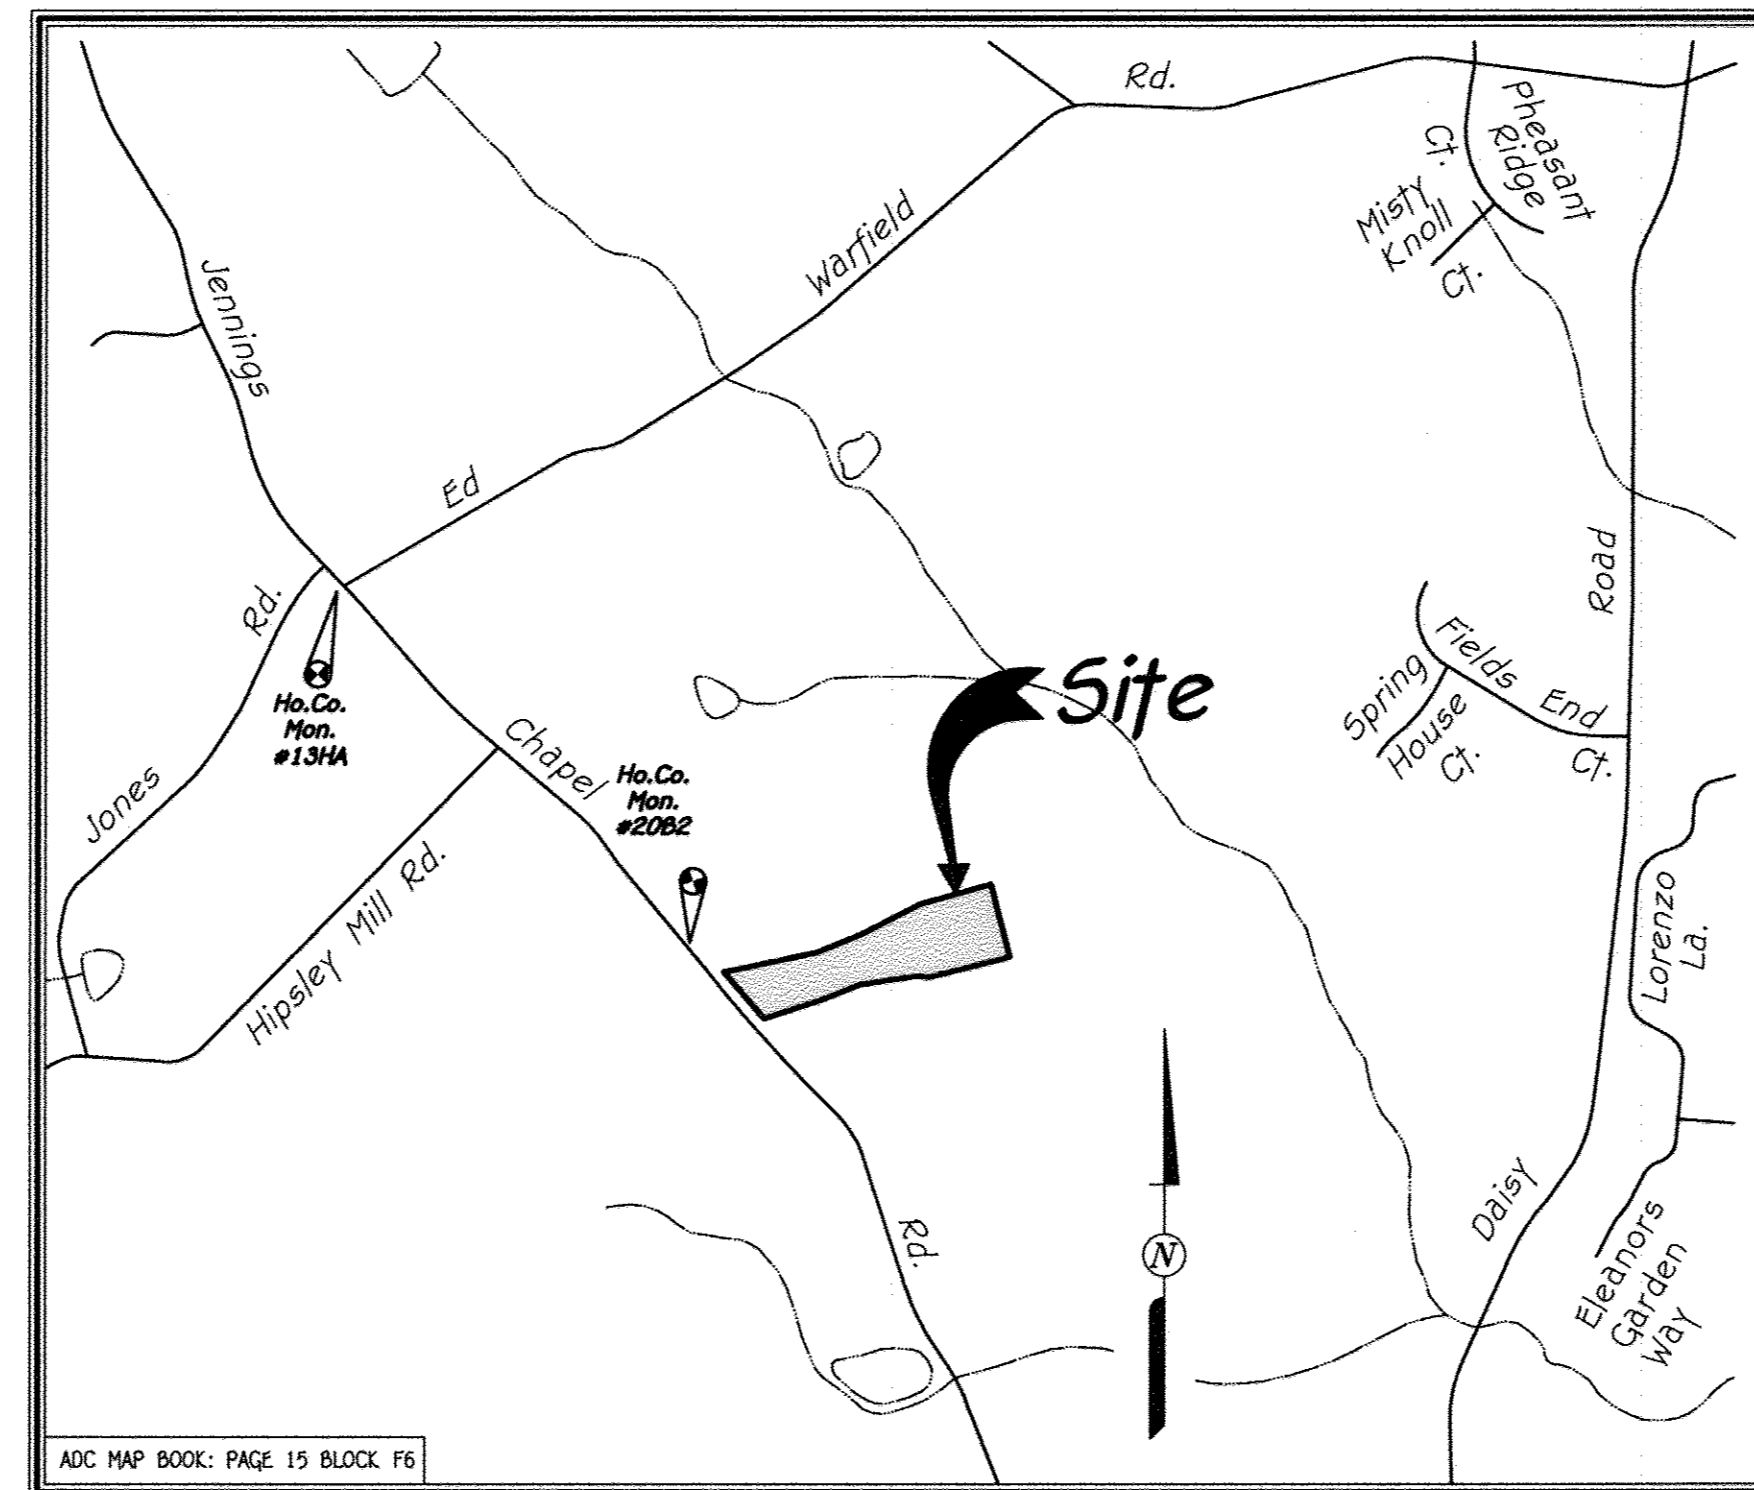 Rd.
Pheasant
Ridge
Ct.
Misty
Knoll
Ct.
Warfield
Jennings
Ed
Road
Rd.
Jones
Ho.Co.
Mon.
#13HA
Site
Fields End
Ct.
Spring
House
Ct.
Chapel
Ho.Co.
Mon.
#20B2
Hipsley Mill Rd.
Lorenzo
La.
Daisy
Rd.
N
Eleanors
Garden
Way
ADC MAP BOOK: PAGE 15 BLOCK F6